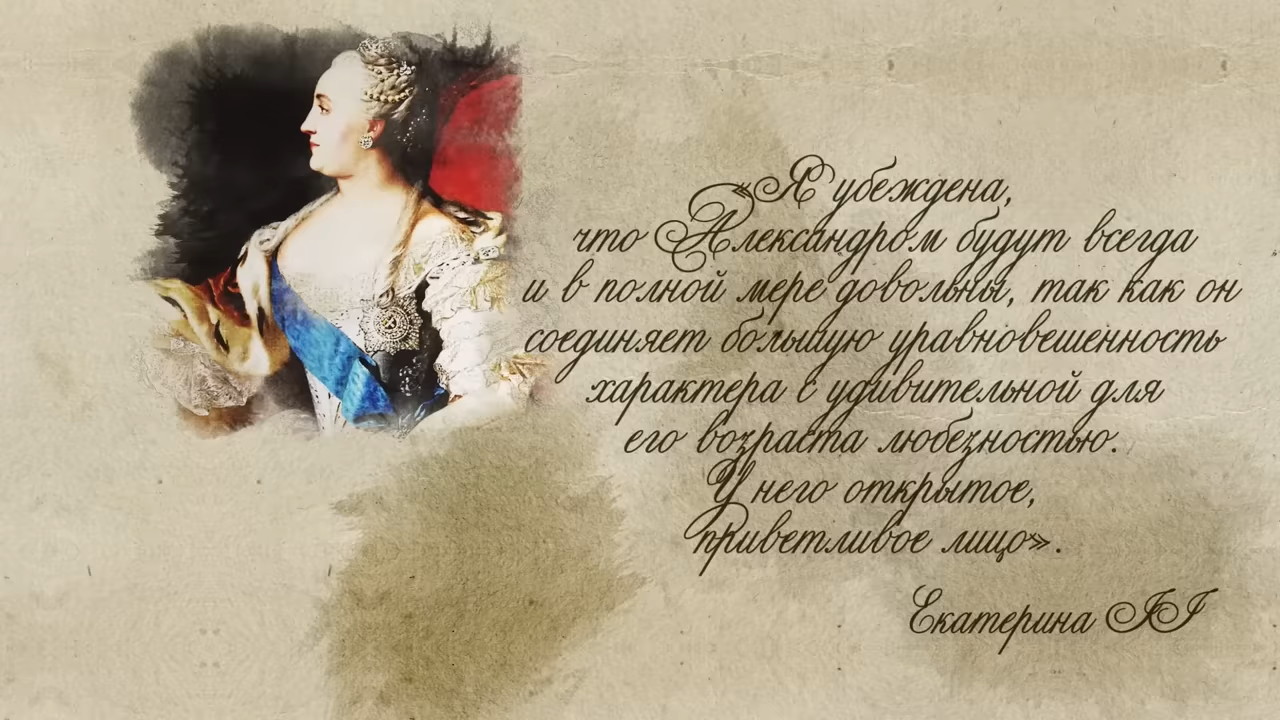 «Я убеждена,
что Александром будут всегда
и в полной мере довольны, так как он
соединяет большую уравновешенность
характера с удивительной для
его возраста любезностью.
У него открытое,
приветливое лицо».
Екатерина II